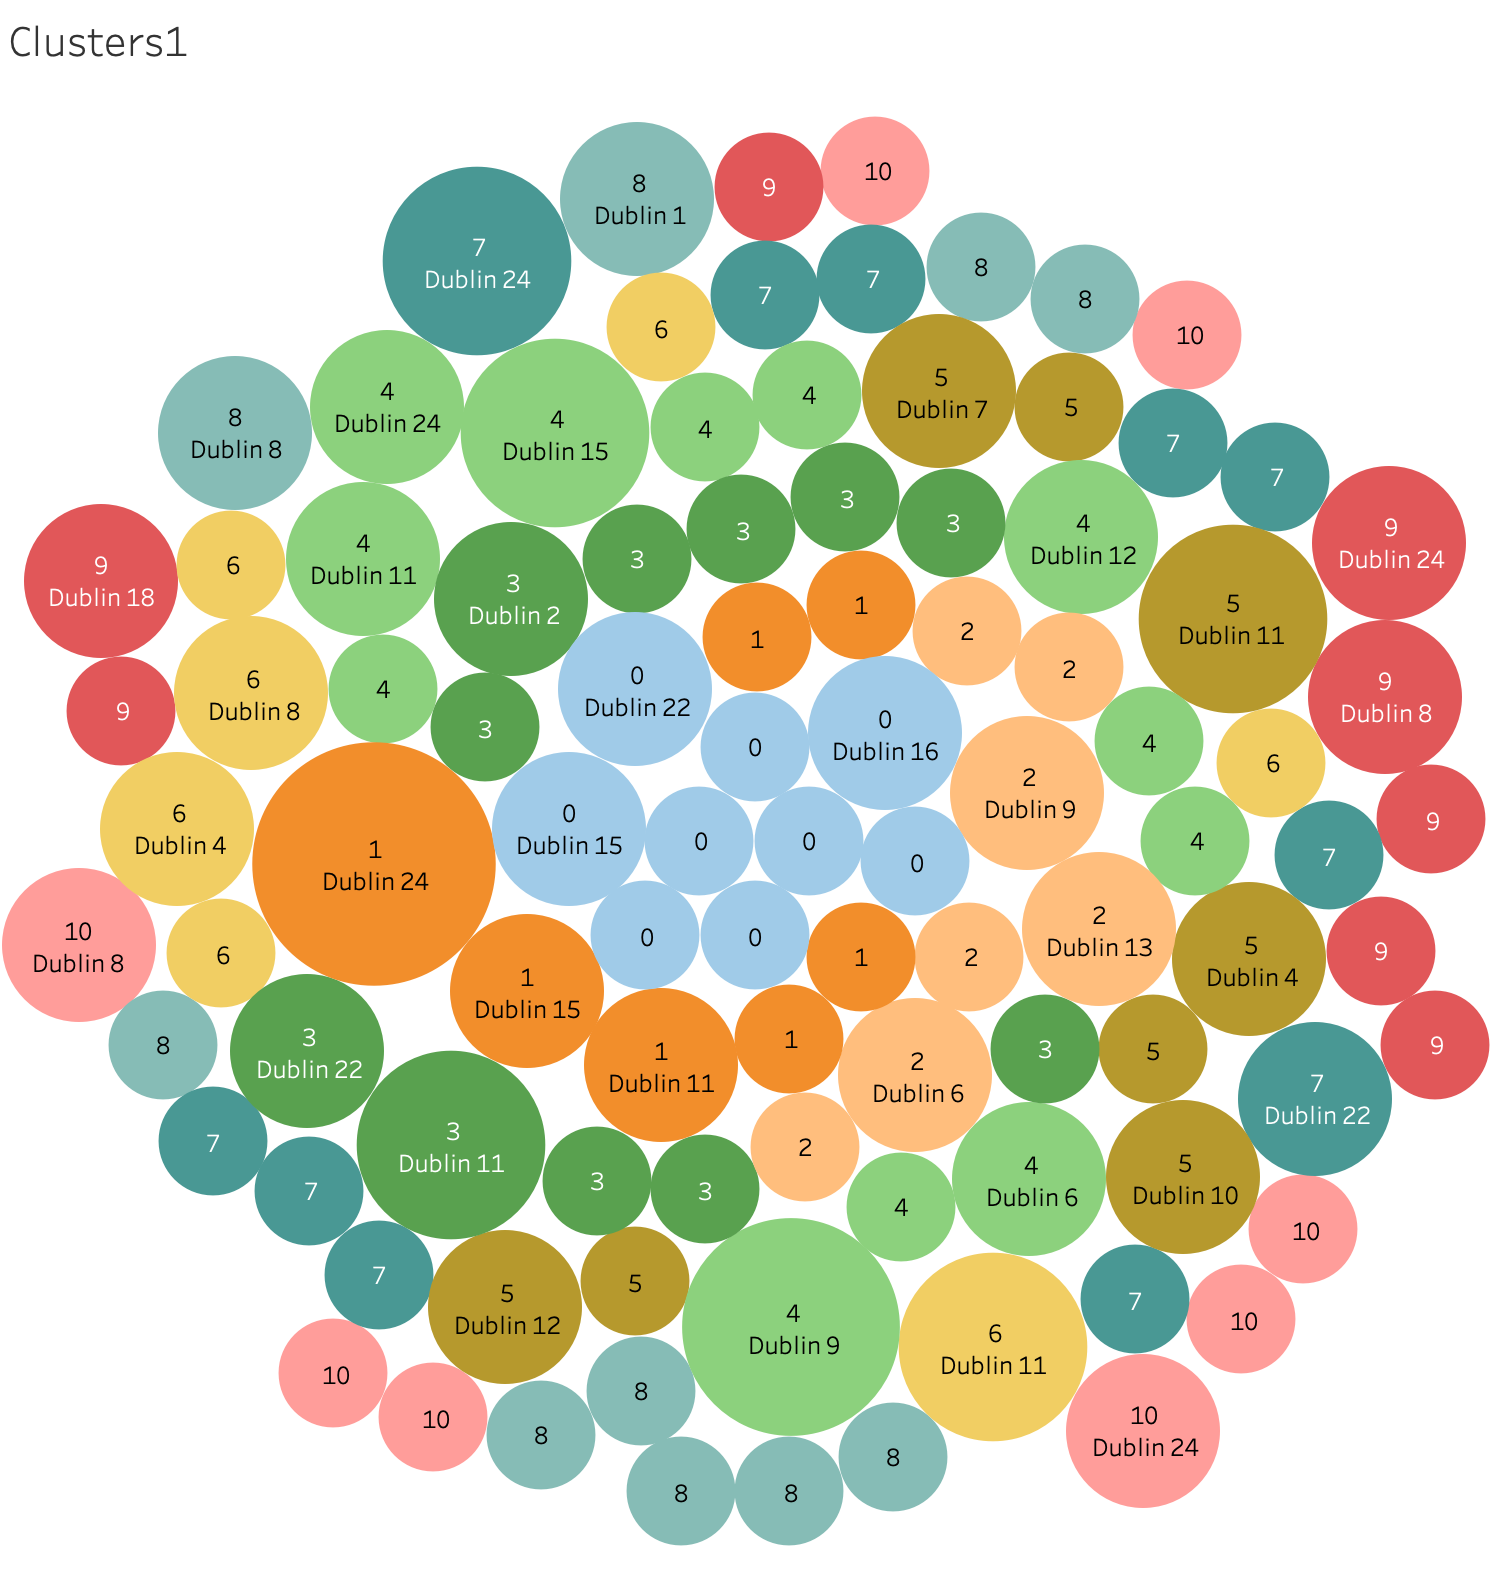 Clusters1
10
8
Dublin 1
9
7
Dublin 24
8
7
7
8
6
10
4
Dublin 24
5
Dublin 7
4
5
8
Dublin 8
4
Dublin 15
4
7
7
3
9
Dublin 24
3
3
4
Dublin 12
4
Dublin 11
3
9
Dublin 18
6
3
Dublin 2
1
5
Dublin 11
2
1
2
0
Dublin 22
4
6
Dublin 8
9
Dublin 8
9
3
0
0
Dublin 16
4
6
2
Dublin 9
6
Dublin 4
0
Dublin 15
9
0
0
4
7
1
Dublin 24
0
10
Dublin 8
2
Dublin 13
0
0
5
Dublin 4
9
6
1
2
1
Dublin 15
8
3
Dublin 22
1
3
5
9
1
Dublin 11
2
Dublin 6
7
Dublin 22
7
3
Dublin 11
2
4
Dublin 6
5
Dublin 10
7
3
3
4
10
7
5
Dublin 12
5
4
Dublin 9
6
Dublin 11
7
10
10
8
10
8
10
Dublin 24
8
8
8